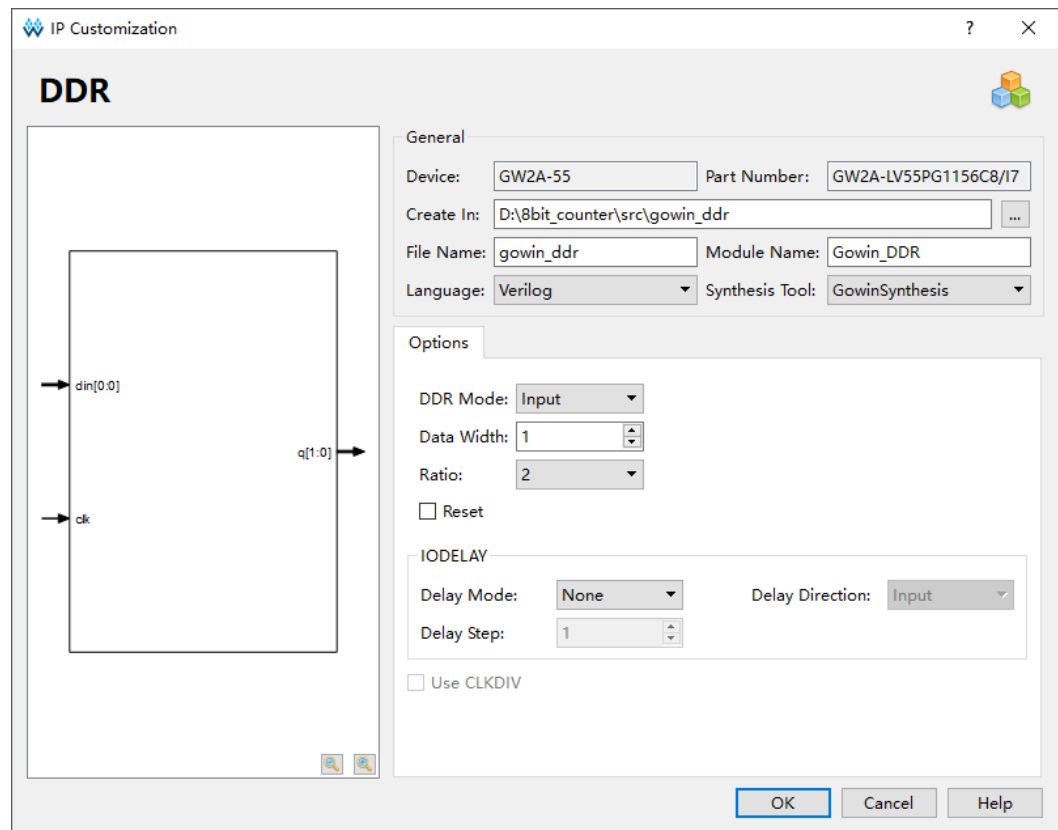 IP Customization ? ×
DDR
General
Device: GW2A-55 Part Number: GW2A-LV55PG1156C8/I7
Create In: D:\8bit_counter\src\gowin_ddr ...
File Name: gowin_ddr Module Name: Gowin_DDR
Language: Verilog Synthesis Tool: GowinSynthesis
Options
DDR Mode: Input
Data Width: 1
Ratio: 2
Reset
IODELAY
Delay Mode: None Delay Direction: Input
Delay Step: 1
Use CLKDIV
din[0:0]
q[1:0]
clk
OK Cancel Help